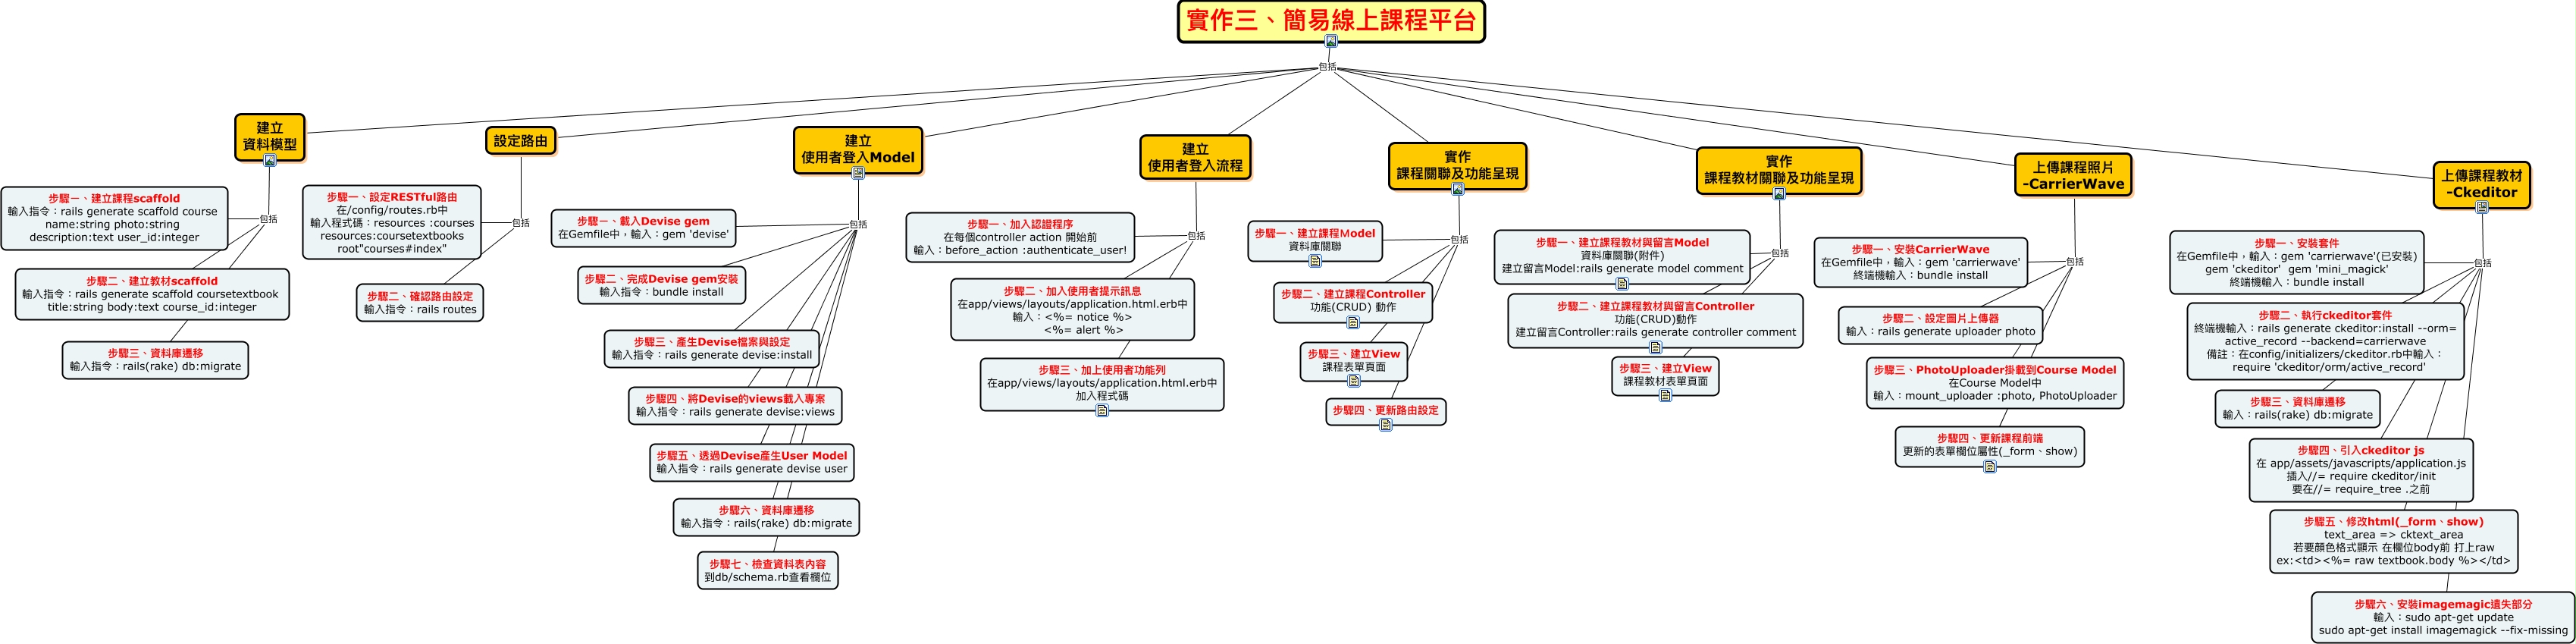 實作三、簡易線上課程平台
包括
建立
資料模型
包括
步驟一、建立課程scaffold
輸入指令：rails generate scaffold course
name:string photo:string
description:text user_id:integer
步驟二、建立教材scaffold
輸入指令：rails generate scaffold coursetextbook
title:string body:text course_id:integer
步驟三、資料庫遷移
輸入指令：rails(rake) db:migrate
設定路由
包括
步驟一、設定RESTful路由
在/config/routes.rb中
輸入程式碼：resources :courses
resources:coursetextbooks
root"courses#index"
步驟二、確認路由設定
輸入指令：rails routes
建立
使用者登入Model
包括
步驟一、載入Devise gem
在Gemfile中，輸入：gem 'devise'
步驟二、完成Devise gem安裝
輸入指令：bundle install
步驟三、產生Devise檔案與設定
輸入指令：rails generate devise:install
步驟四、將Devise的views載入專案
輸入指令：rails generate devise:views
步驟五、透過Devise產生User Model
輸入指令：rails generate devise user
步驟六、資料庫遷移
輸入指令：rails(rake) db:migrate
步驟七、檢查資料表內容
到db/schema.rb查看欄位
建立
使用者登入流程
包括
步驟一、加入認證程序
在每個controller action 開始前
輸入：before_action :authenticate_user!
步驟二、加入使用者提示訊息
在app/views/layouts/application.html.erb中
輸入：<%= notice %>
<%= alert %>
步驟三、加上使用者功能列
在app/views/layouts/application.html.erb中
加入程式碼
實作
課程關聯及功能呈現
包括
步驟一、建立課程Model
資料庫關聯
步驟二、建立課程Controller
功能(CRUD) 動作
步驟三、建立View
課程表單頁面
步驟四、更新路由設定
實作
課程教材關聯及功能呈現
包括
步驟一、建立課程教材與留言Model
資料庫關聯(附件)
建立留言Model:rails generate model comment
步驟二、建立課程教材與留言Controller
功能(CRUD)動作
建立留言Controller:rails generate controller comment
步驟三、建立View
課程教材表單頁面
上傳課程照片
-CarrierWave
包括
步驟一、安裝CarrierWave
在Gemfile中，輸入：gem 'carrierwave'
終端機輸入：bundle install
步驟二、設定圖片上傳器
輸入：rails generate uploader photo
步驟三、PhotoUploader掛載到Course Model
在Course Model中
輸入：mount_uploader :photo, PhotoUploader
步驟四、更新課程前端
更新的表單欄位屬性(_form、show)
上傳課程教材
-Ckeditor
包括
步驟一、安裝套件
在Gemfile中，輸入：gem 'carrierwave'(已安裝)
gem 'ckeditor' gem 'mini_magick'
終端機輸入：bundle install
步驟二、執行ckeditor套件
終端機輸入：rails generate ckeditor:install --orm=
active_record --backend=carrierwave
備註：在config/initializers/ckeditor.rb中輸入：
require 'ckeditor/orm/active_record'
步驟三、資料庫遷移
輸入：rails(rake) db:migrate
步驟四、引入ckeditor js
在 app/assets/javascripts/application.js
插入//= require ckeditor/init
要在//= require_tree .之前
步驟五、修改html(_form、show)
text_area => cktext_area
若要顏色格式顯示 在欄位body前 打上raw
ex:<td><%= raw textbook.body %></td>
步驟六、安裝imagemagic遺失部分
輸入：sudo apt-get update
sudo apt-get install imagemagick --fix-missing